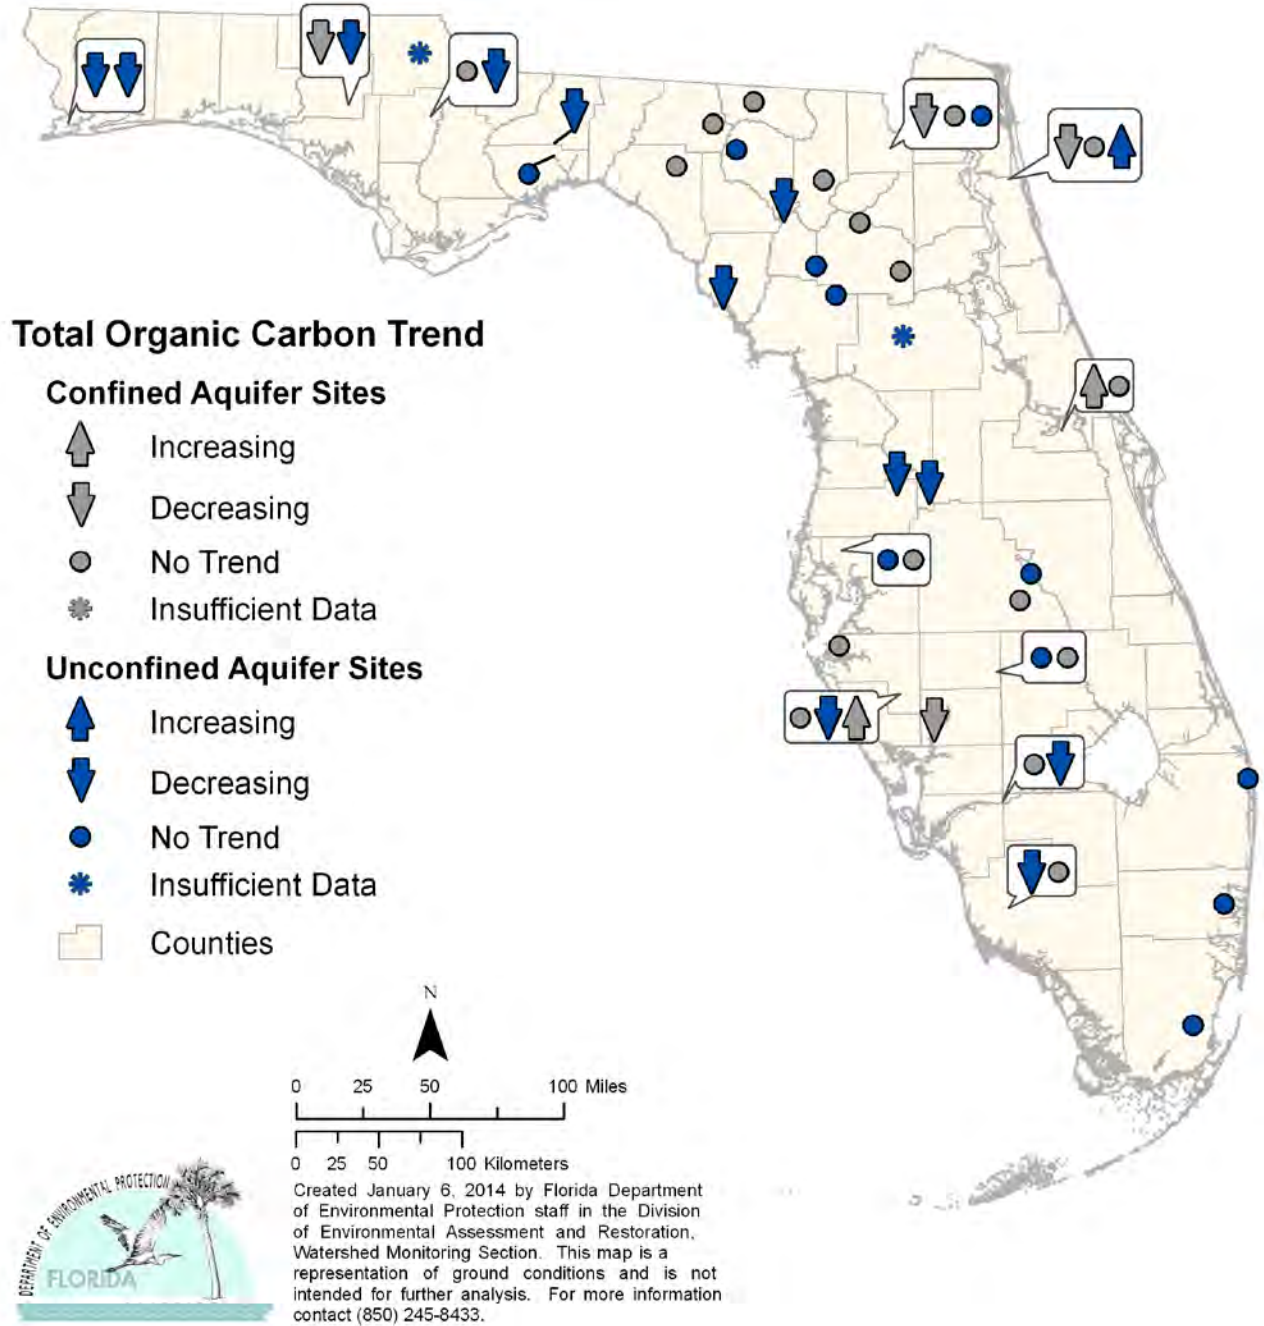 Total Organic Carbon Trend
Confined Aquifer Sites
Increasing
Decreasing
No Trend
Insufficient Data
Unconfined Aquifer Sites
Increasing
Decreasing
No Trend
Insufficient Data
Counties
N
0 25 50 100 Miles
0 25 50 100 Kilometers
Created January 6, 2014 by Florida Department
of Environmental Protection staff in the Division
of Environmental Assessment and Restoration,
Watershed Monitoring Section. This map is a
representation of ground conditions and is not
intended for further analysis. For more information
contact (850) 245-8433.
DEPARTMENT OF ENVIRONMENTAL PROTECTION
FLORIDA